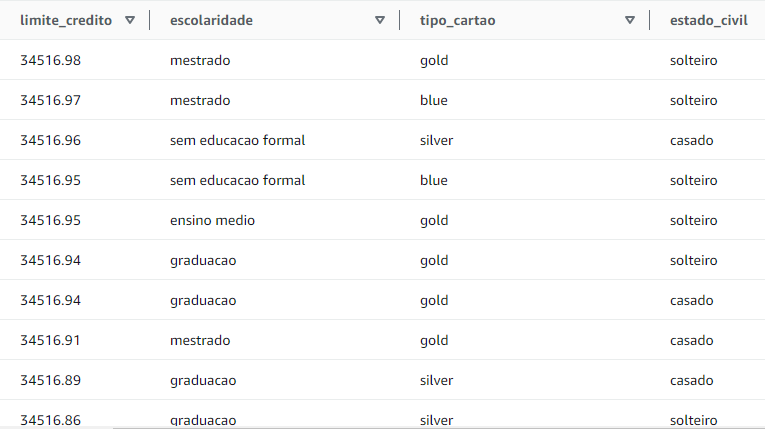 limite_credito escolaridade tipo_cartao estado_civil
34516.98 mestrado gold solteiro
34516.97 mestrado blue solteiro
34516.96 sem educacao formal silver casado
34516.95 sem educacao formal blue solteiro
34516.95 ensino medio gold solteiro
34516.94 graduacao gold solteiro
34516.94 graduacao gold casado
34516.91 mestrado gold casado
34516.89 graduacao silver casado
34516.86 graduacao silver solteiro